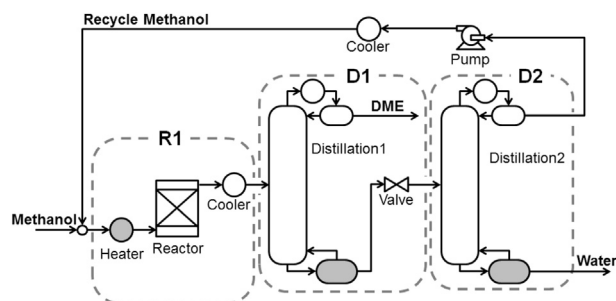 Recycle Methanol
Cooler
Pump
D1
D2
DME
R1
Distillation1
Distillation2
Cooler
Valve
Methanol
Heater
Reactor
Water